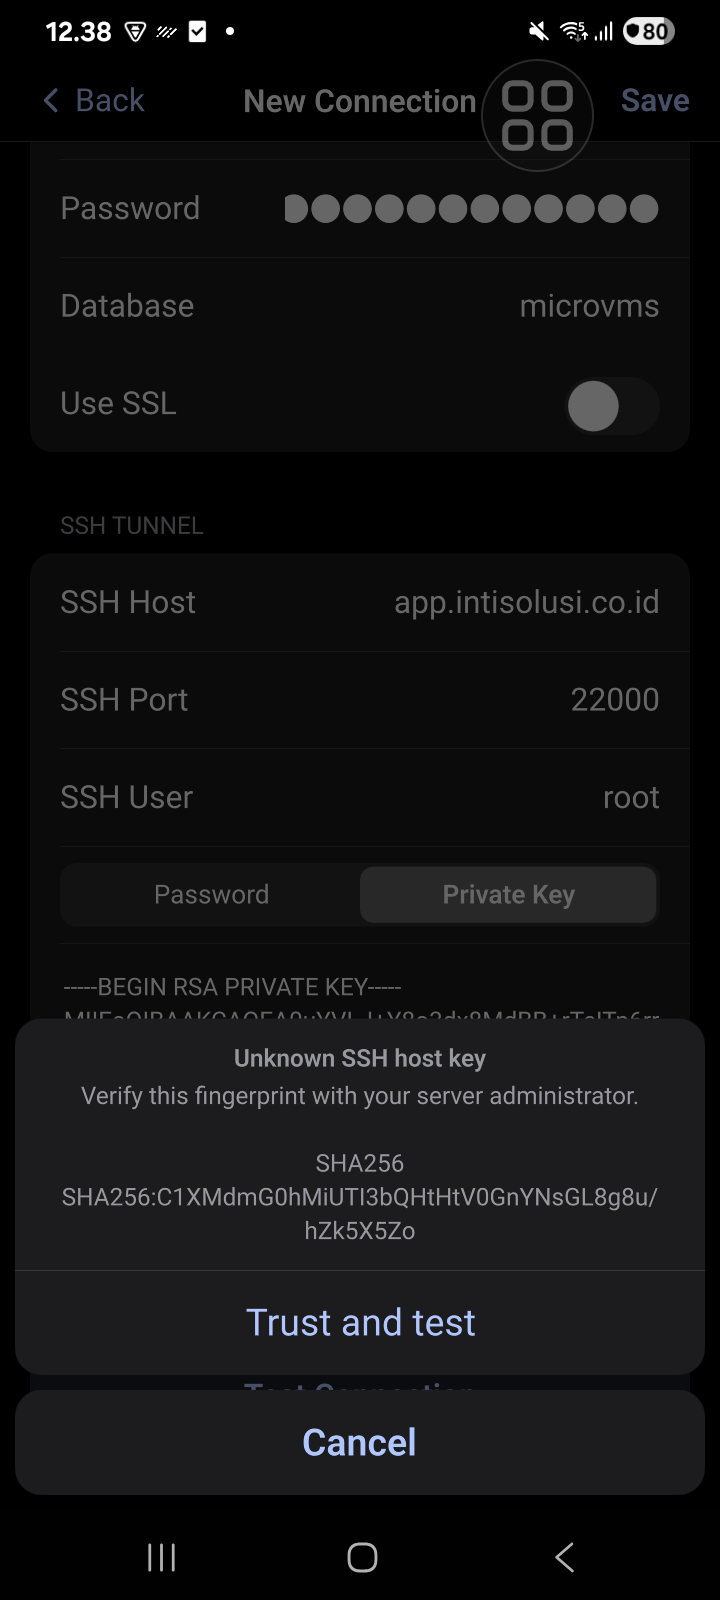 12.38
80
Back
New Connection
Save
Password
Database
microvms
Use SSL
SSH TUNNEL
SSH Host
app.intisolusi.co.id
SSH Port
22000
SSH User
root
Password
Private Key
-----BEGIN RSA PRIVATE KEY-----
Unknown SSH host key
Verify this fingerprint with your server administrator.
SHA256
SHA256:C1XMdmG0hMiUTI3bQHtHtV0GnYNsGL8g8u/
hZk5X5Zo
Trust and test
Test Connection
Cancel